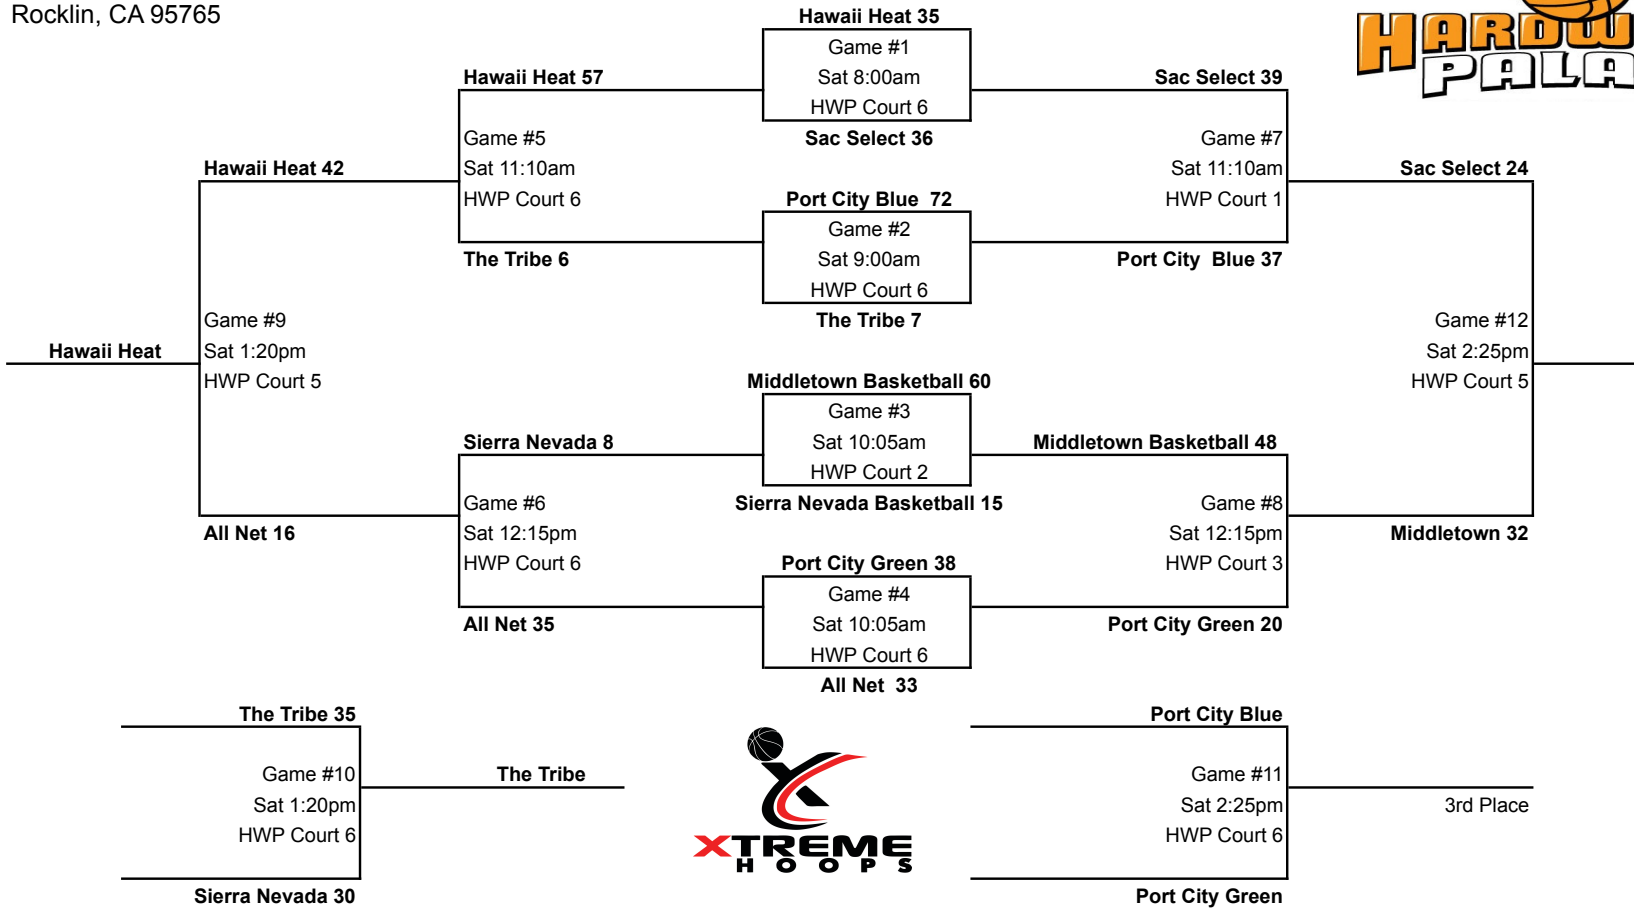 Rocklin, CA 95765
Hawaii Heat 35
Game #1
Sat 8:00am
HWP Court 6
Sac Select 36
Hawaii Heat 57
Game #5
Sat 11:10am
HWP Court 6
The Tribe 6
Sac Select 39
Game #7
Sat 11:10am
HWP Court 1
Port City  Blue 37
Hawaii Heat 42
Sac Select 24
Port City Blue  72
Game #2
Sat 9:00am
HWP Court 6
The Tribe 7
Game #9
Sat 1:20pm
HWP Court 5
Hawaii Heat
Game #12
Sat 2:25pm
HWP Court 5
Middletown Basketball 60
Game #3
Sat 10:05am
HWP Court 2
Sierra Nevada Basketball 15
Sierra Nevada 8
Game #6
Sat 12:15pm
HWP Court 6
All Net 35
Middletown Basketball 48
Game #8
Sat 12:15pm
HWP Court 3
Port City Green 20
All Net 16
Middletown 32
Port City Green 38
Game #4
Sat 10:05am
HWP Court 6
All Net  33
The Tribe 35
Game #10
Sat 1:20pm
HWP Court 6
Sierra Nevada 30
The Tribe
XTREME
HOOPS
Port City Blue
Game #11
Sat 2:25pm
HWP Court 6
Port City Green
3rd Place